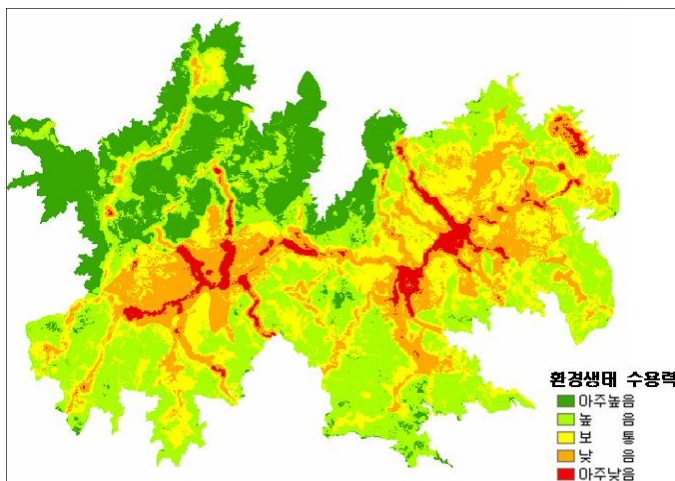 환경생태 수용력
아주높음
높 음
보 통
낮 음
아주낮음